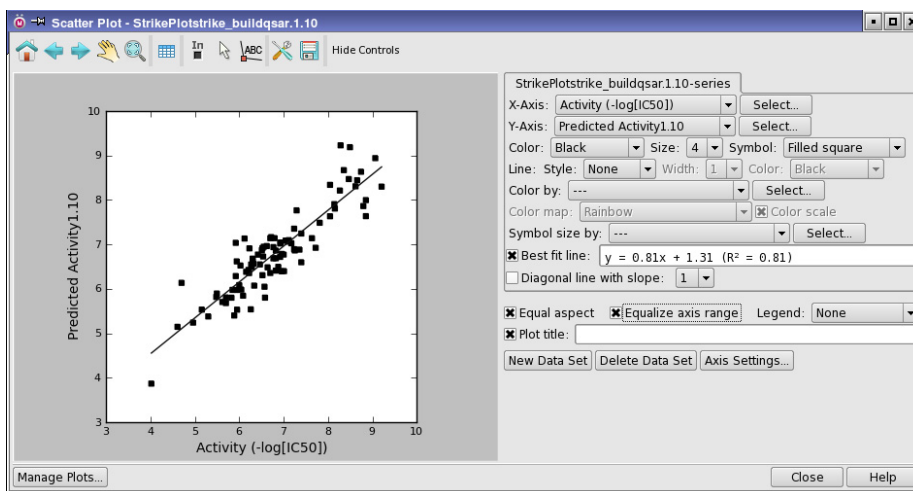 Scatter Plot - StrikePlotstrike_buildqsar.1.10
In ABC Hide Controls
StrikePlotstrike_buildqsar.1.10-series
X-Axis: Activity (-log[IC50]) Select...
Y-Axis: Predicted Activity1.10 Select...
Color: Black Size: 4 Symbol: Filled square
Line: Style: None Width: 1 Color: Black
Color by: --- Select...
Color map: Rainbow Color scale
Symbol size by: --- Select...
Best fit line: y = 0.81x + 1.31 (R² = 0.81)
Diagonal line with slope: 1
Equal aspect Equalize axis range Legend: None
Plot title:
New Data Set Delete Data Set Axis Settings...
10
9
8
7
6
5
4
3
Predicted Activity1.10
3 4 5 6 7 8 9 10
Activity (-log[IC50])
Manage Plots... Close Help